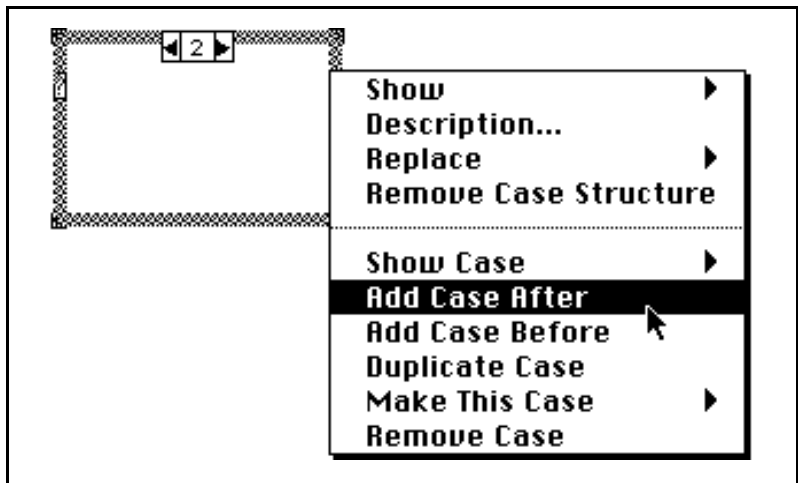 2
?
Show
Description...
Replace
Remove Case Structure
Show Case
Add Case After
Add Case Before
Duplicate Case
Make This Case
Remove Case